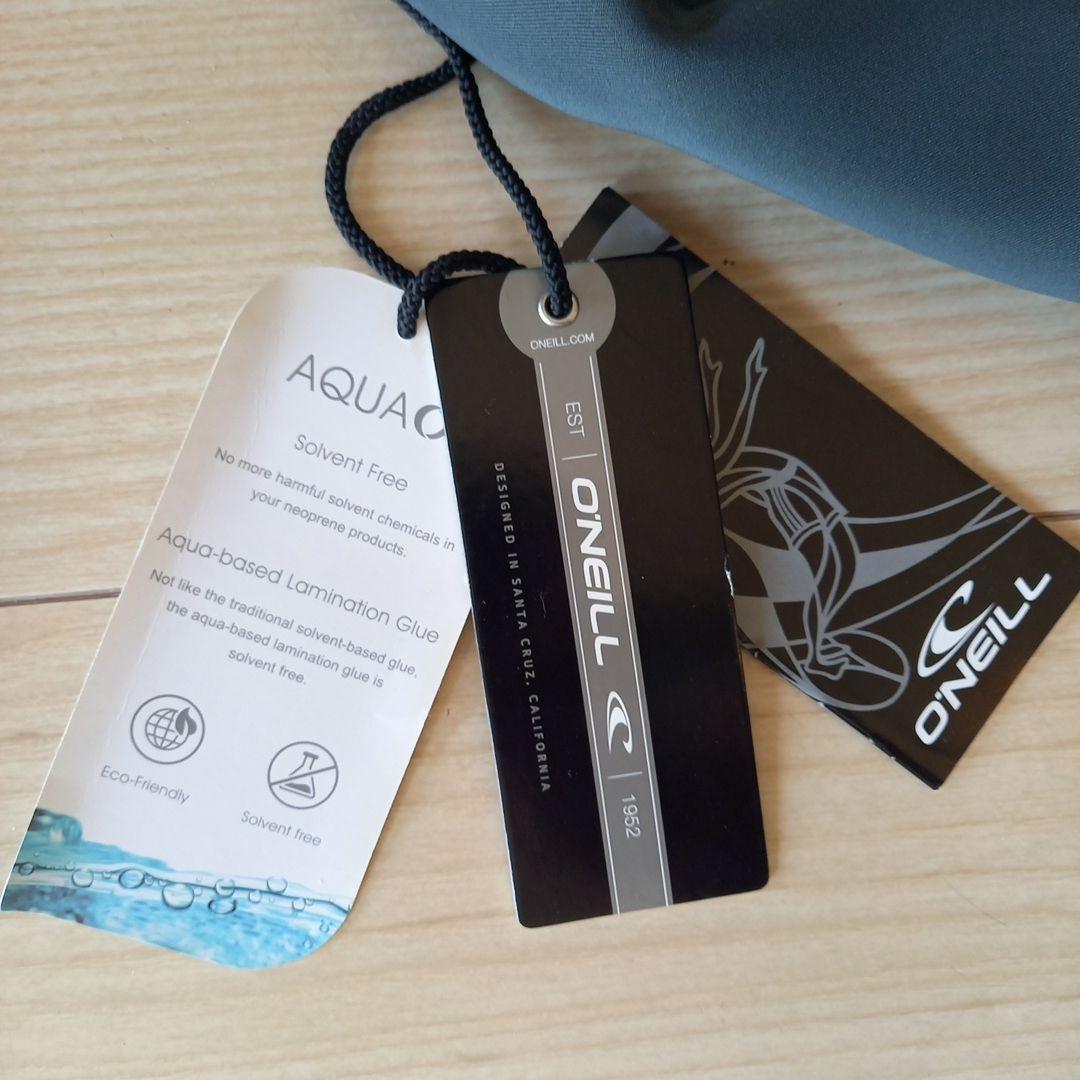 AQUA
Solvent Free
No more harmful solvent chemicals in
your neoprene products.
Aqua-based Lamination Glue
Not like the traditional solvent-based glue,
the aqua-based lamination glue is
solvent free.
Eco-Friendly
Solvent free
ONEILL.COM
EST | O'NEILL | 1952
DESIGNED IN SANTA CRUZ, CALIFORNIA
O'NEILL